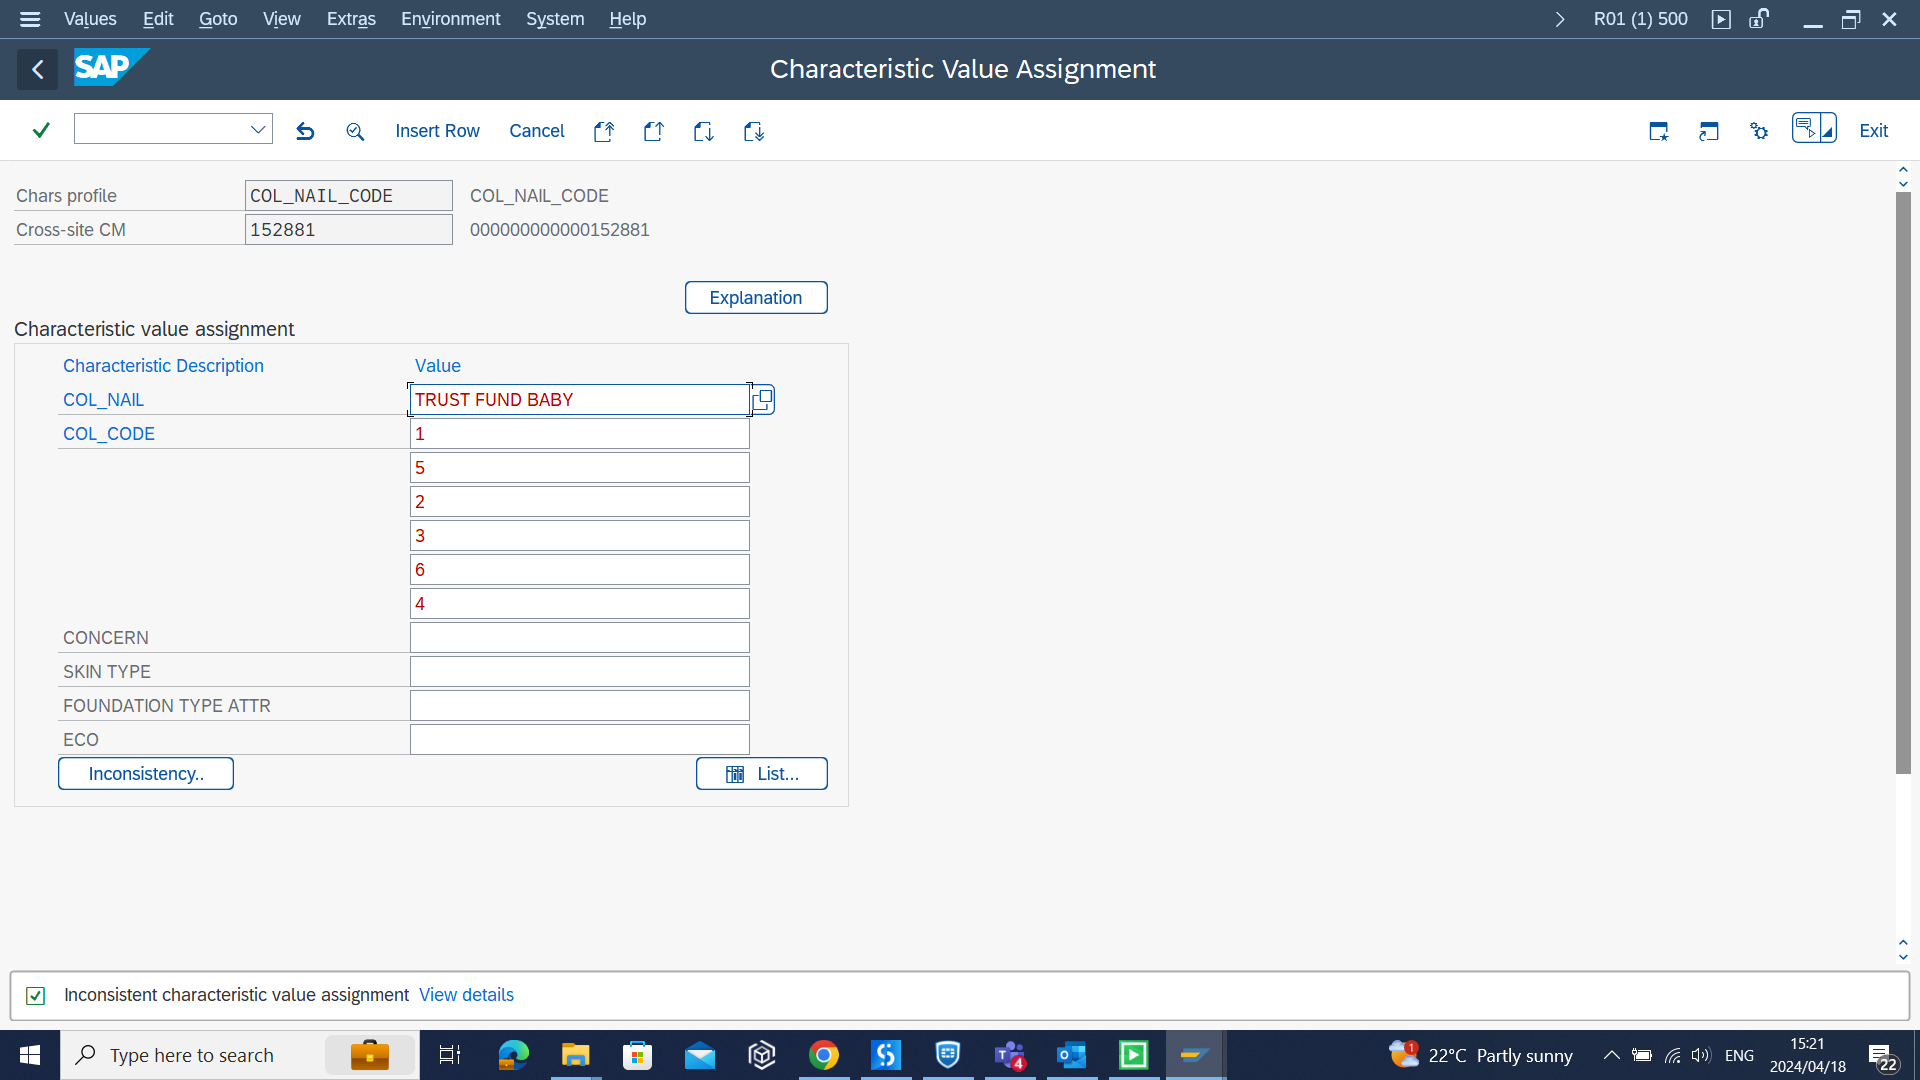 Values Edit Goto View Extras Environment System Help R01 (1) 500
SAP Characteristic Value Assignment
Insert Row Cancel Exit
Chars profile COL_NAIL_CODE COL_NAIL_CODE
Cross-site CM 152881 000000000000152881
Explanation
Characteristic value assignment
Characteristic Description Value
COL_NAIL TRUST FUND BABY
COL_CODE 1
5
2
3
6
4
CONCERN
SKIN TYPE
FOUNDATION TYPE ATTR
ECO
Inconsistency.. List...
Inconsistent characteristic value assignment View details
Type here to search 4 1 22°C Partly sunny ENG 15:21
2024/04/18 22